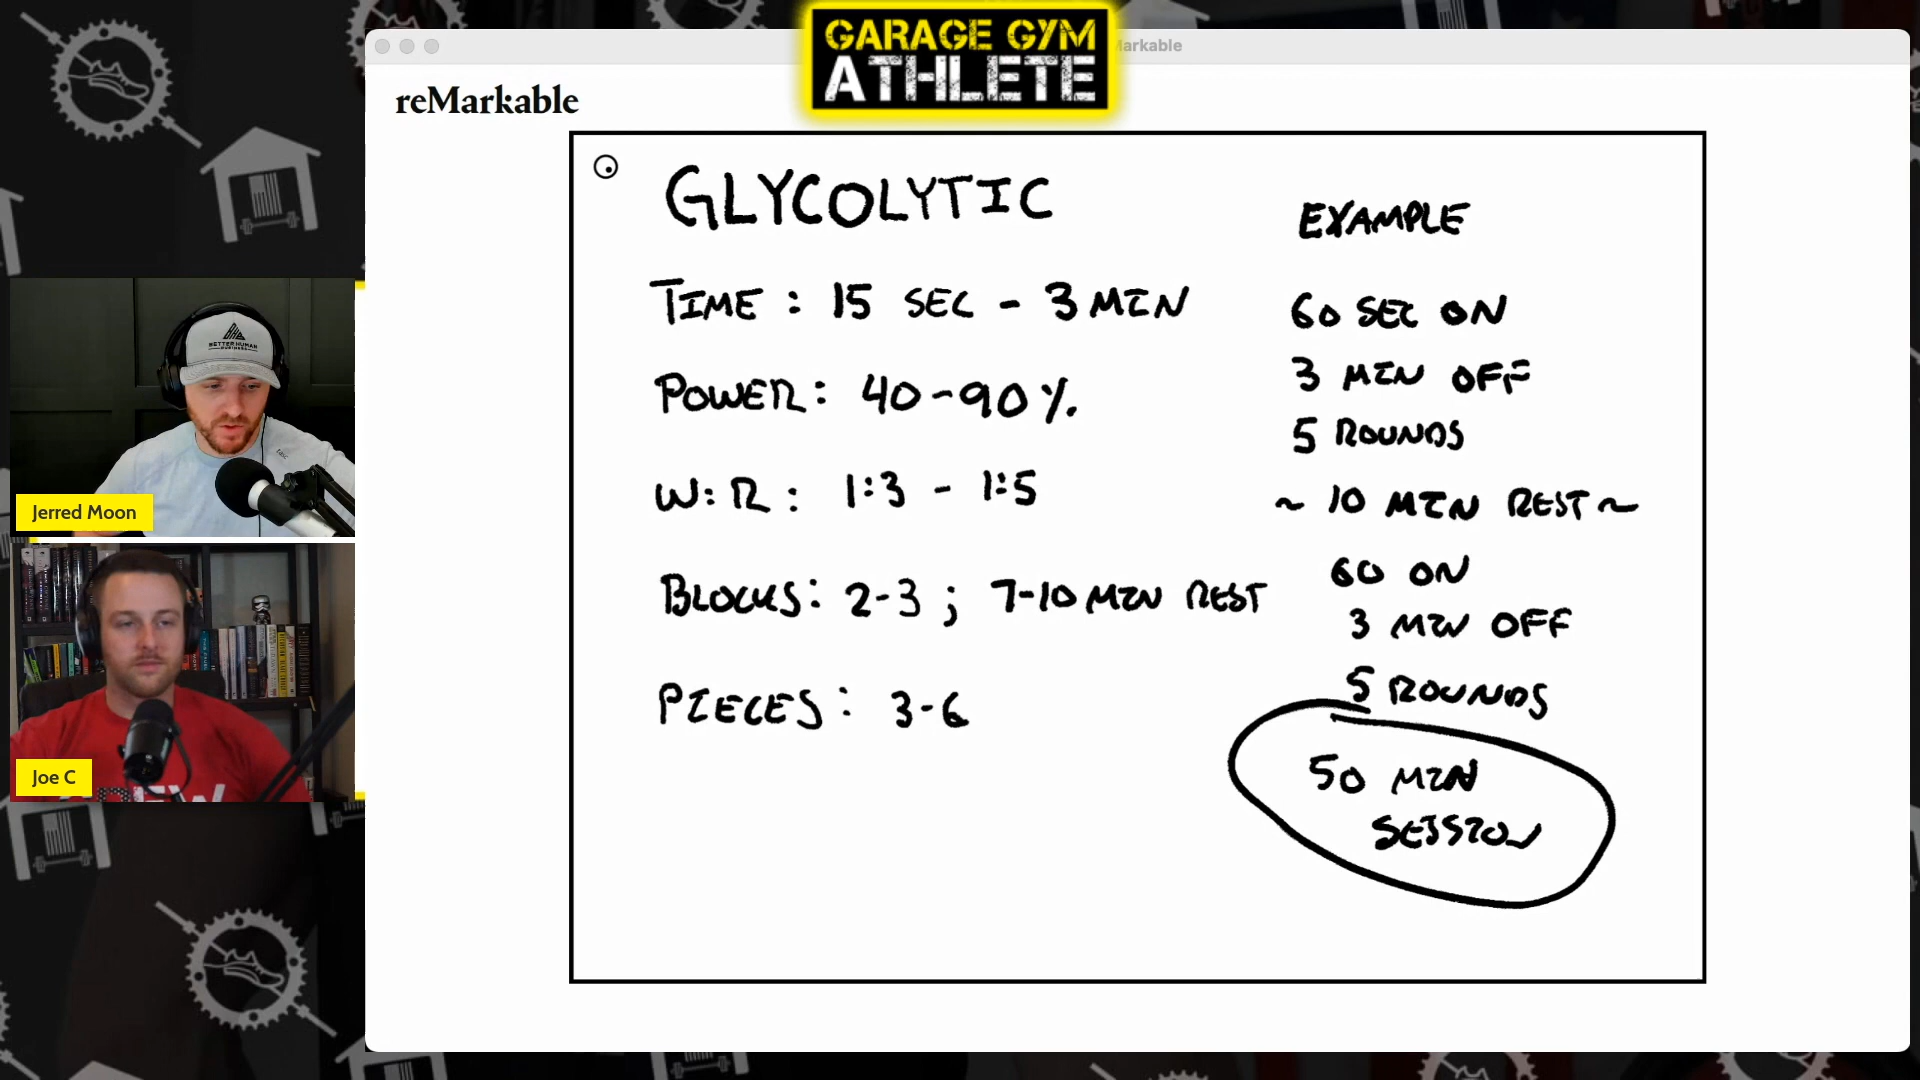 GARAGE GYM
ATHLETE
reMarkable
GLYCOLYTIC
TIME : 15 SEC - 3 MIN
POWER : 40-90%
W:R : 1:3 - 1:5
BLOCKS : 2-3 ; 7-10 MIN REST
PIECES : 3-6
EXAMPLE
60 SEC ON
3 MIN OFF
5 ROUNDS
~ 10 MIN REST ~
60 ON
3 MIN OFF
5 ROUNDS
50 MIN
SESSION
BETTER HUMAN
Jerred Moon
Joe C